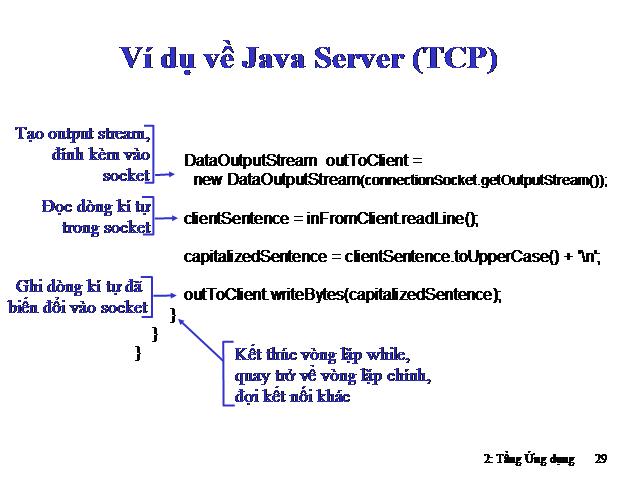 Ví dụ về Java Server (TCP)
Tạo output stream,
đính kèm vào
socket
DataOutputStream outToClient =
new DataOutputStream(connectionSocket.getOutputStream());
Đọc dòng kí tự
trong socket
clientSentence = inFromClient.readLine();
capitalizedSentence = clientSentence.toUpperCase() + '\n';
Ghi dòng kí tự đã
biến đổi vào socket
outToClient.writeBytes(capitalizedSentence);
}
}
}
Kết thúc vòng lặp while,
quay trở về vòng lặp chính,
đợi kết nối khác
2: Tầng Ứng dụng 29